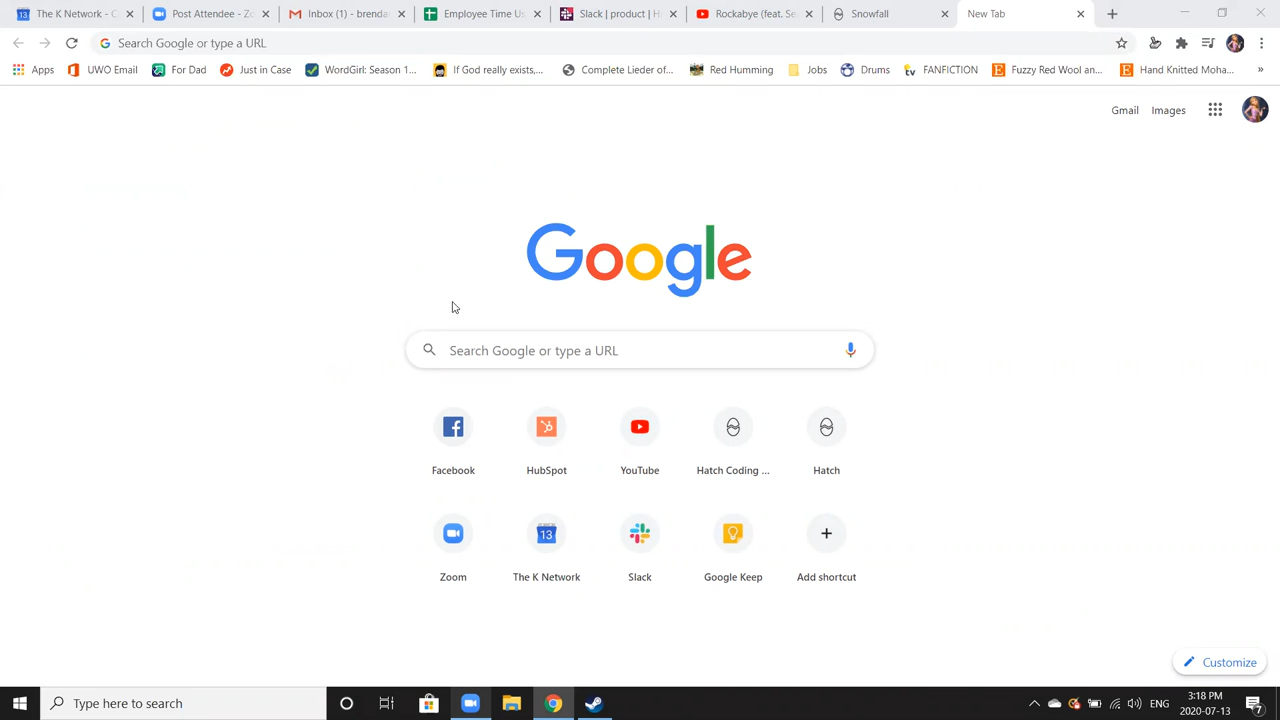 The K Network - C
Post Attendee - Z
Inbox (1) - brenda
Employee Time Us
Slack | product | H
Rockabye (feat. Se
Snowfall
New Tab
Search Google or type a URL
Apps
UWO Email
For Dad
Just in Case
WordGirl: Season 1...
If God really exists,...
Complete Lieder of...
Red Humming
Jobs
Drums
tv
FANFICTION
Fuzzy Red Wool an...
Hand Knitted Moha...
»
Gmail
Images
Google
Search Google or type a URL
Facebook
HubSpot
YouTube
Hatch Coding ...
Hatch
13
Zoom
The K Network
Slack
Google Keep
Add shortcut
Customize
Type here to search
ENG
3:18 PM
2020-07-13
7